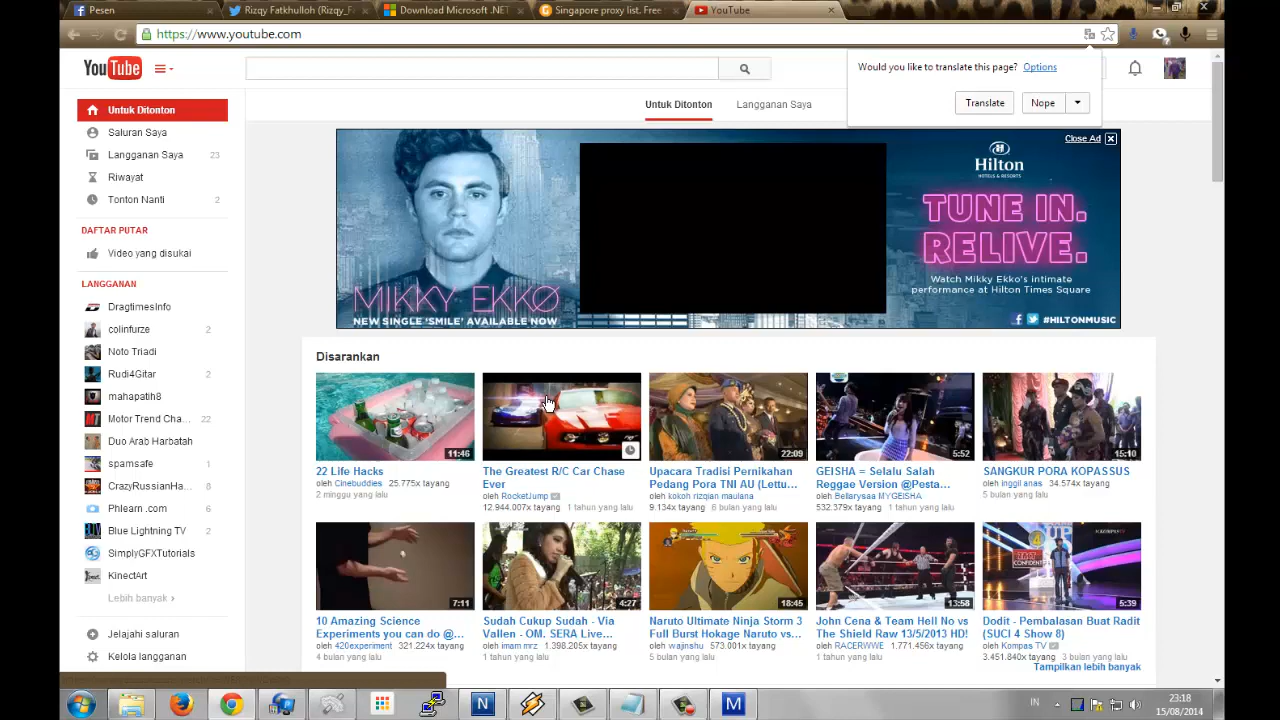 Pesen
Twitter (Rizqy Fatkhulloh (Rizqy_F
Download Microsoft .NET
Singapore proxy list. Free
YouTube
https://www.youtube.com
Would you like to translate this page? Options
Translate
Nope
YouTube
Untuk Ditonton
Saluran Saya
Langganan Saya 23
Riwayat
Tonton Nanti 2
DAFTAR PUTAR
Video yang disukai
LANGGANAN
DragtimesInfo
colinfurze 2
Noto Triadi
Rudi4Gitar 2
mahapatih8
Motor Trend Cha... 22
Duo Arab Harbatah
spamsafe 1
CrazyRussianHa... 8
Phlearn .com 6
Blue Lightning TV 2
SimplyGFXTutorials
KinectArt
Lebih banyak ›
Jelajahi saluran
Kelola langganan
Untuk Ditonton
Langganan Saya
Close Ad X
MIKKY EKKO
NEW SINGLE 'SMILE' AVAILABLE NOW
Hilton
HOTELS & RESORTS
TUNE IN.
RELIVE.
Watch Mikky Ekko's intimate
performance at Hilton Times Square
#HILTONMUSIC
Disarankan
11:46
22 Life Hacks
oleh Cinebuddies 25.775x tayang
2 minggu yang lalu
The Greatest R/C Car Chase
Ever
oleh RocketJump
12.944.007x tayang 1 tahun yang lalu
22:09
Upacara Tradisi Pernikahan
Pedang Pora TNI AU (Lettu...
oleh kokoh rizqian maulana
9.134x tayang 6 bulan yang lalu
5:52
GEISHA = Selalu Salah
Reggae Version @Pesta...
oleh Bellarysaa MYGEISHA
532.379x tayang 1 tahun yang lalu
15:10
SANGKUR PORA KOPASSUS
oleh inggil anas 34.574x tayang
5 bulan yang lalu
7:11
10 Amazing Science
Experiments you can do @...
oleh 420experiment 321.224x tayang
4 bulan yang lalu
4:27
Sudah Cukup Sudah - Via
Vallen - OM. SERA Live...
oleh imam mrz 1.398.205x tayang
1 tahun yang lalu
18:45
Naruto Ultimate Ninja Storm 3
Full Burst Hokage Naruto vs...
oleh wajinshu 573.001x tayang
5 bulan yang lalu
13:58
John Cena & Team Hell No vs
The Shield Raw 13/5/2013 HD!
oleh RACERWWE 1.771.456x tayang
1 tahun yang lalu
5:39
Dodit - Pembalasan Buat Radit
(SUCI 4 Show 8)
oleh Kompas TV
3.451.840x tayang 3 bulan yang lalu
Tampilkan lebih banyak
N
M
IN
23:18
15/08/2014